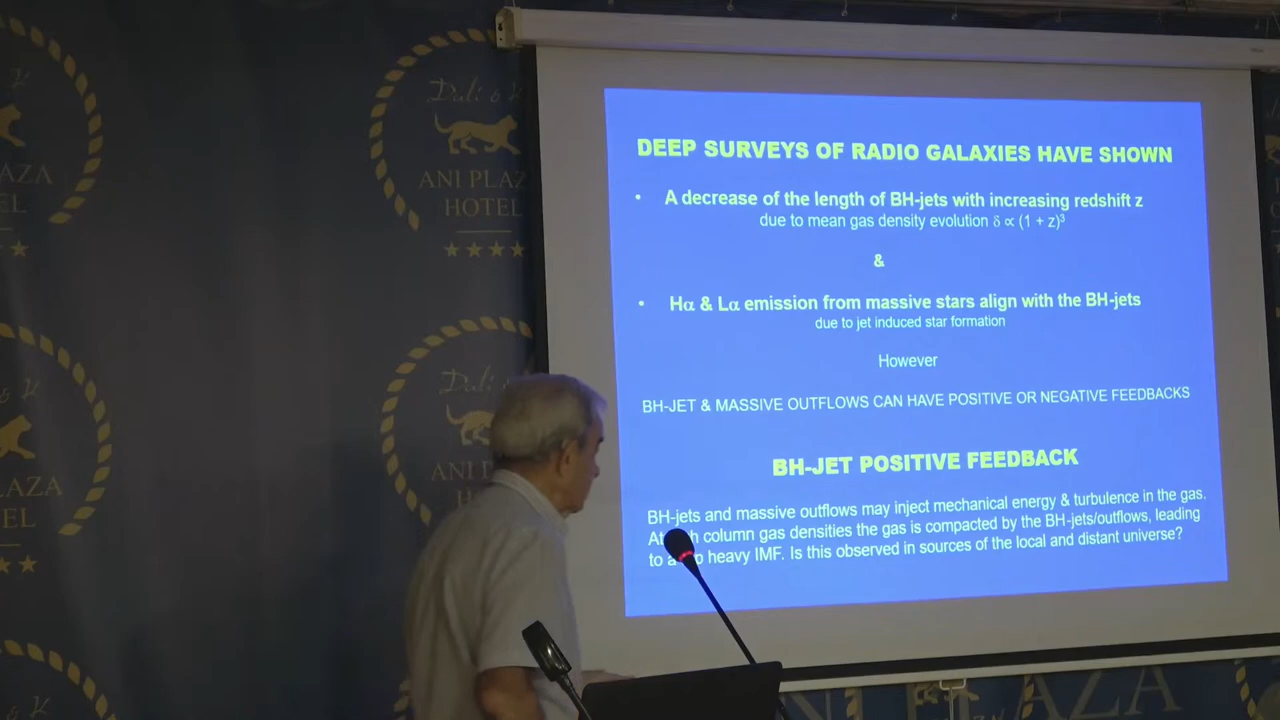 DEEP SURVEYS OF RADIO GALAXIES HAVE SHOWN
• A decrease of the length of BH-jets with increasing redshift z
due to mean gas density evolution δ ∝ (1 + z)³
&
• Hα & Lα emission from massive stars align with the BH-jets
due to jet induced star formation
However
BH-JET & MASSIVE OUTFLOWS CAN HAVE POSITIVE OR NEGATIVE FEEDBACKS
BH-JET POSITIVE FEEDBACK
BH-jets and massive outflows may inject mechanical energy & turbulence in the gas.
column gas densities the gas is compacted by the BH-jets/outflows, leading
to heavy IMF. Is this observed in sources of the local and distant universe?
ANI PLAZ
HOTEL
★★★★
ANI
PLAZA